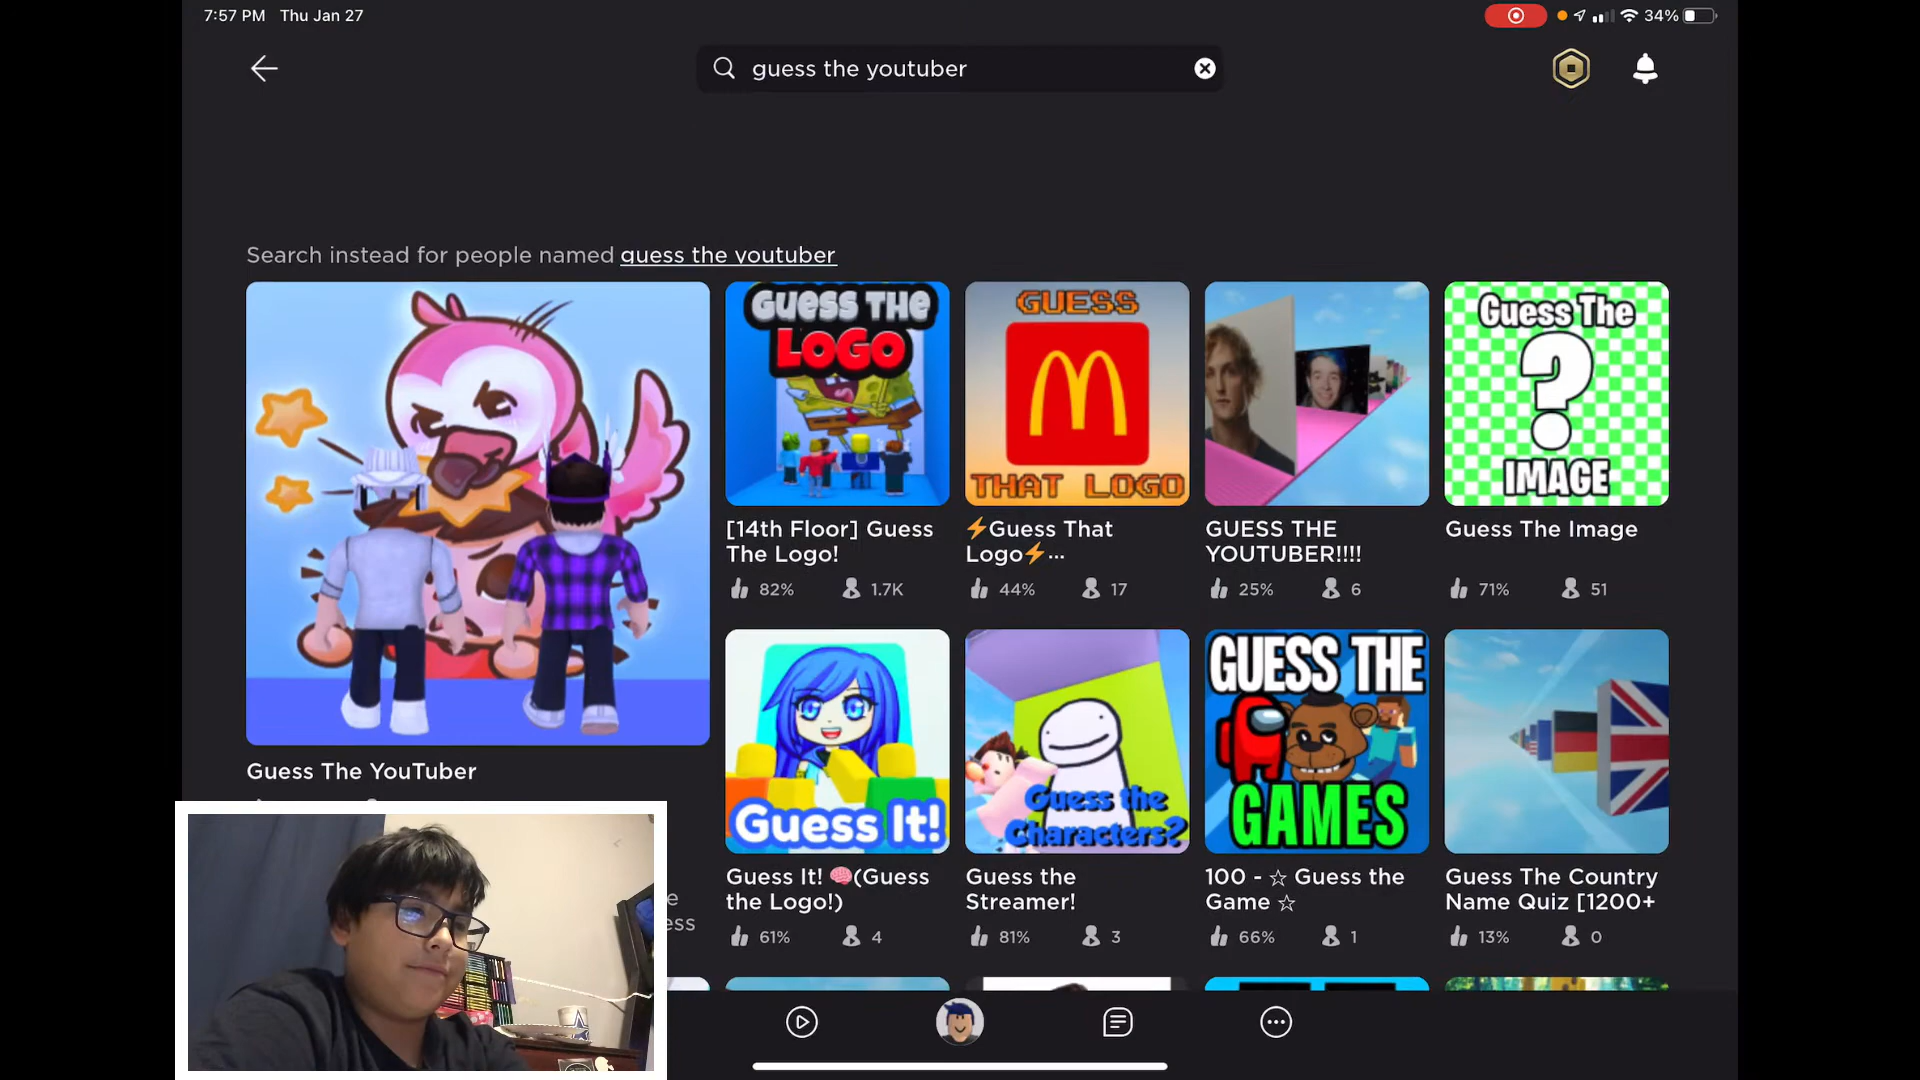 7:57 PM Thu Jan 27
34%
guess the youtuber
Search instead for people named guess the youtuber
GUESS THE
LOGO
GUESS
THAT LOGO
Guess The
?
IMAGE
[14th Floor] Guess
The Logo!
82% 1.7K
⚡Guess That
Logo⚡...
44% 17
GUESS THE
YOUTUBER!!!!
25% 6
Guess The Image
71% 51
Guess The YouTuber
Guess It!
Guess the
Characters?
GUESS THE
GAMES
Guess It! 🧠(Guess
the Logo!)
61% 4
Guess the
Streamer!
81% 3
100 - ☆ Guess the
Game ☆
66% 1
Guess The Country
Name Quiz [1200+
13% 0
e
ess